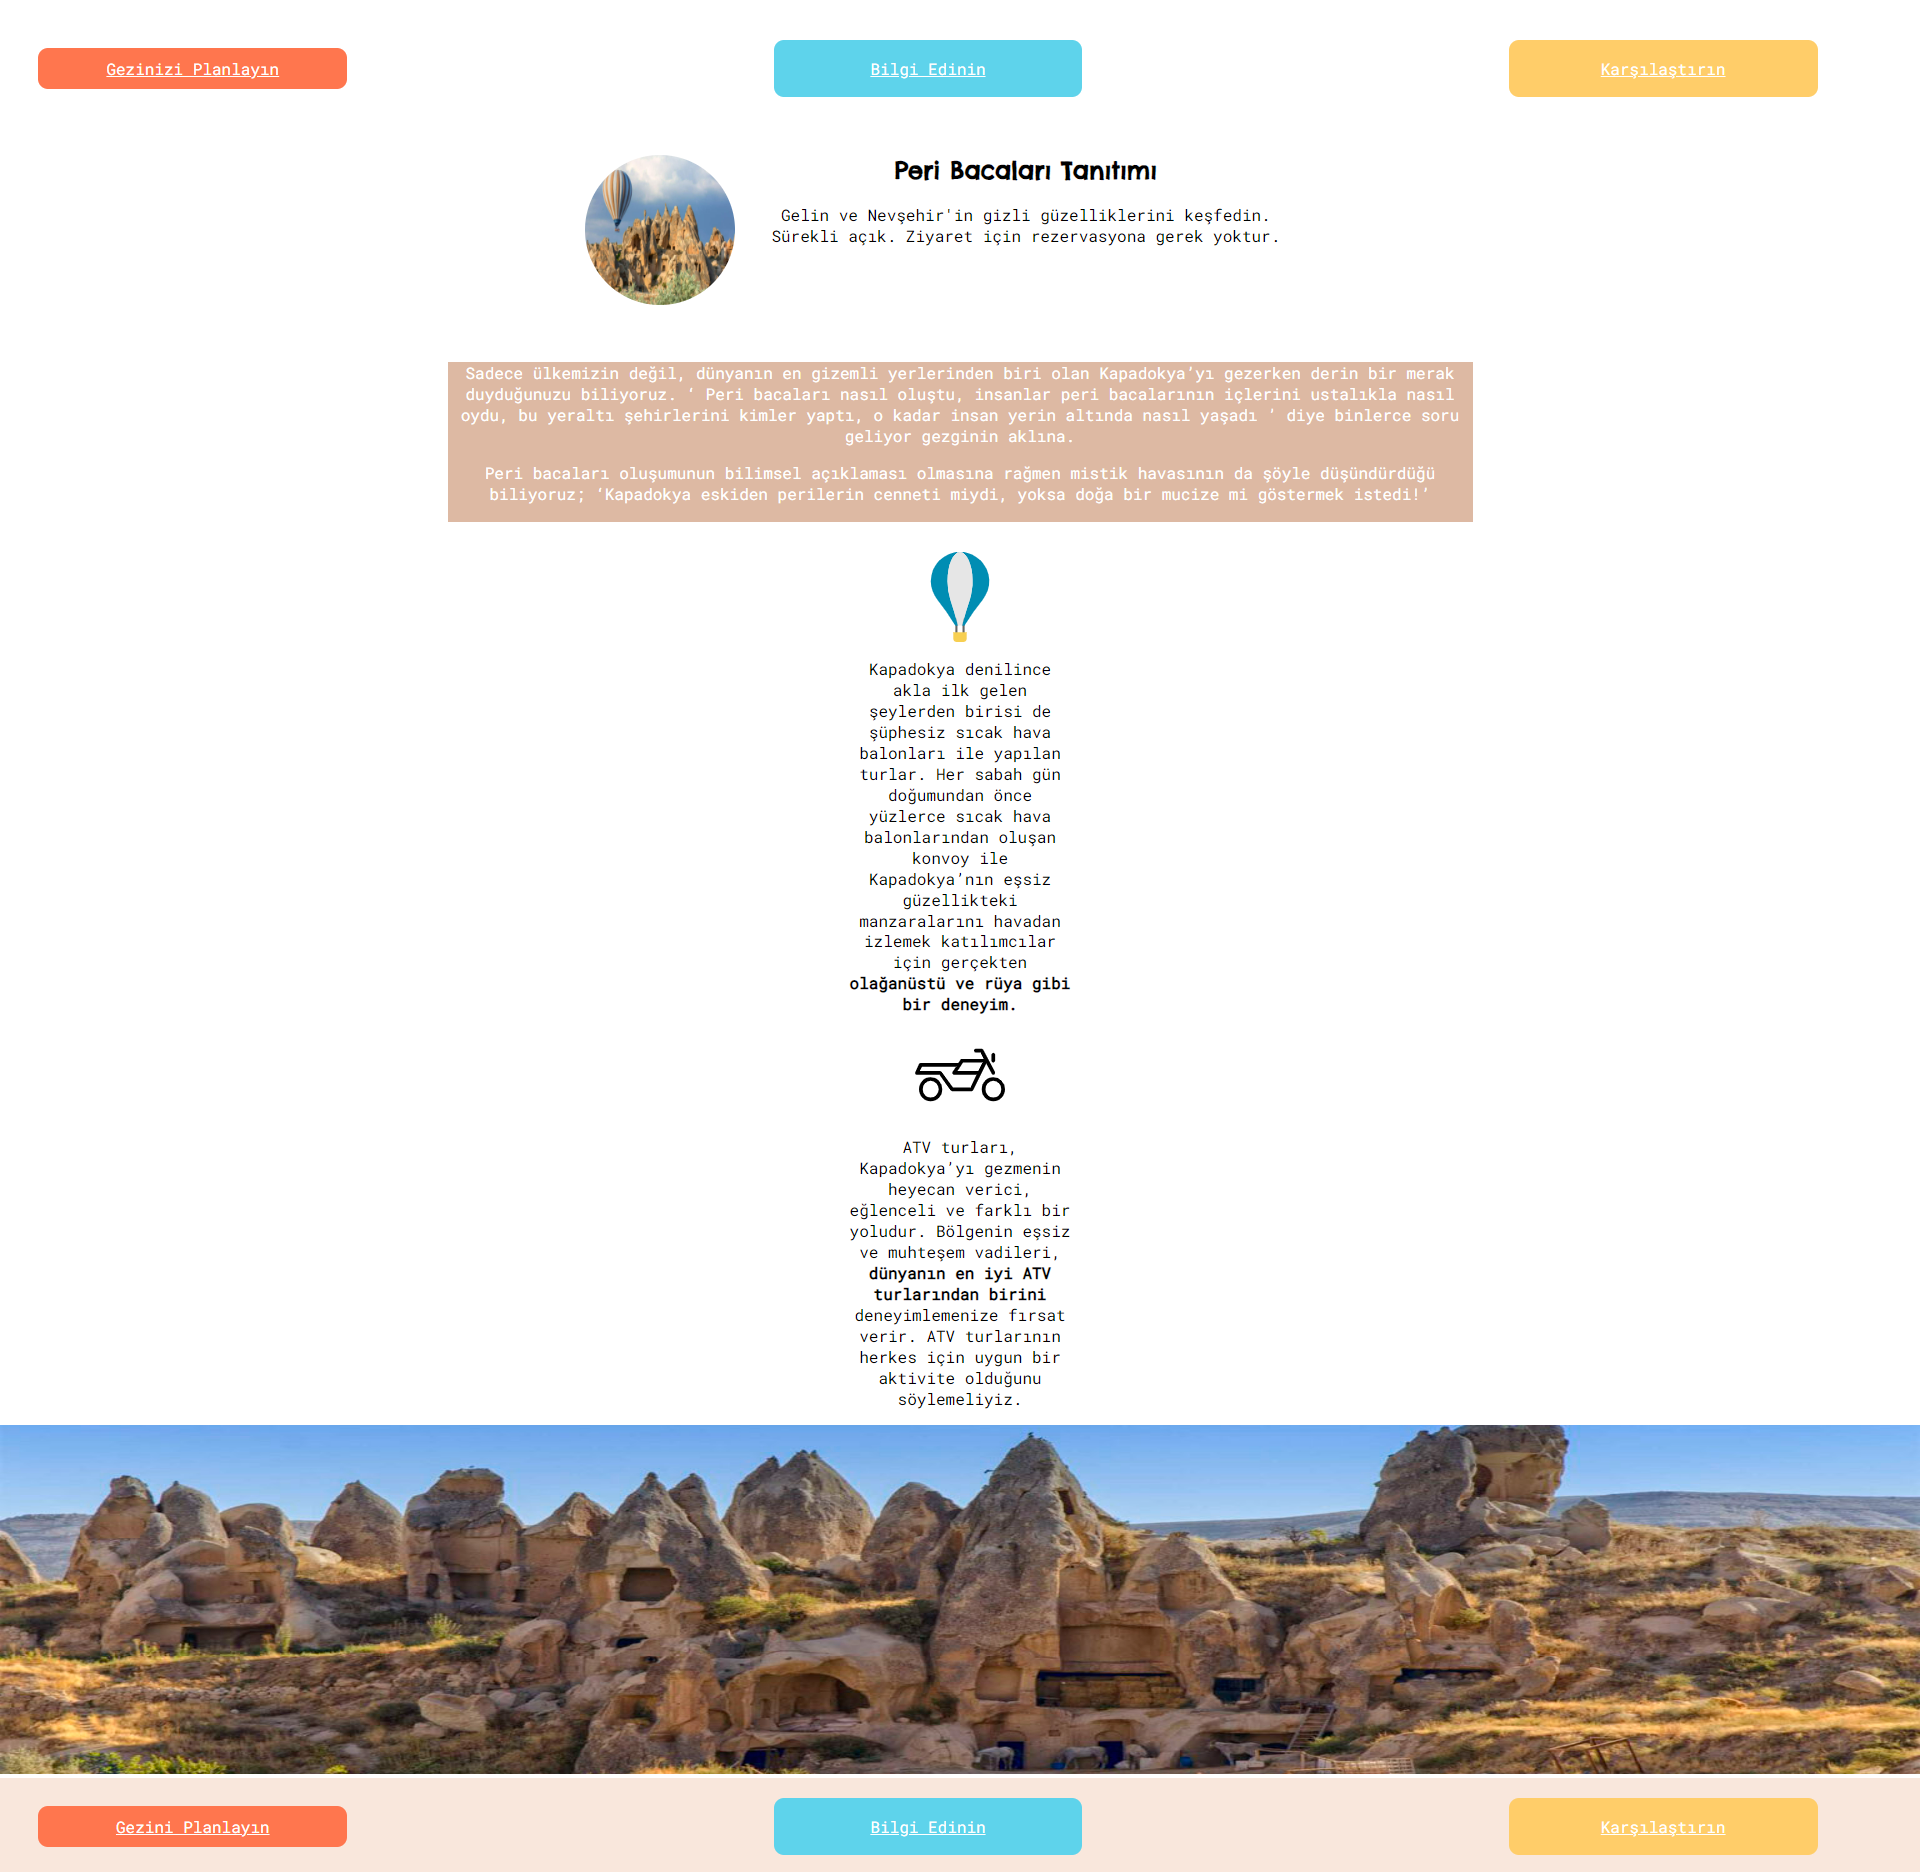 Gezinizi Planlayın
Bilgi Edinin
Karşılaştırın
Peri Bacaları Tanıtımı
Gelin ve Nevşehir'in gizli güzelliklerini keşfedin.
Sürekli açık. Ziyaret için rezervasyona gerek yoktur.
Sadece ülkemizin değil, dünyanın en gizemli yerlerinden biri olan Kapadokya’yı gezerken derin bir merak
duyduğunuzu biliyoruz. ‘ Peri bacaları nasıl oluştu, insanlar peri bacalarının içlerini ustalıkla nasıl
oydu, bu yeraltı şehirlerini kimler yaptı, o kadar insan yerin altında nasıl yaşadı ‘ diye binlerce soru
geliyor gezginin aklına.
Peri bacaları oluşumunun bilimsel açıklaması olmasına rağmen mistik havasının da şöyle düşündürdüğü
biliyoruz; ‘Kapadokya eskiden perilerin cenneti miydi, yoksa doğa bir mucize mi göstermek istedi!’
Kapadokya denilince
akla ilk gelen
şeylerden birisi de
şüphesiz sıcak hava
balonları ile yapılan
turlar. Her sabah gün
doğumundan önce
yüzlerce sıcak hava
balonlarından oluşan
konvoy ile
Kapadokya’nın eşsiz
güzellikteki
manzaralarını havadan
izlemek katılımcılar
için gerçekten
olağanüstü ve rüya gibi
bir deneyim.
ATV turları,
Kapadokya’yı gezmenin
heyecan verici,
eğlenceli ve farklı bir
yoludur. Bölgenin eşsiz
ve muhteşem vadileri,
dünyanın en iyi ATV
turlarından birini
deneyimlemenize fırsat
verir. ATV turlarının
herkes için uygun bir
aktivite olduğunu
söylemeliyiz.
Gezini Planlayın
Bilgi Edinin
Karşılaştırın